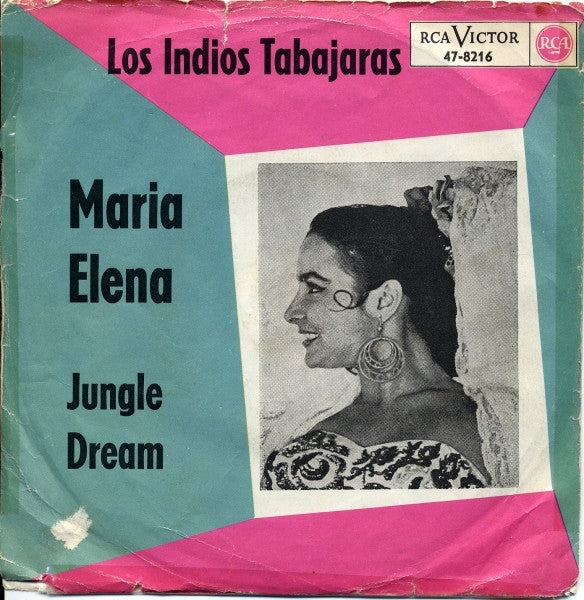 Los Indios Tabajaras
RCA VICTOR
47-8216
RCA
Maria
Elena
Jungle
Dream